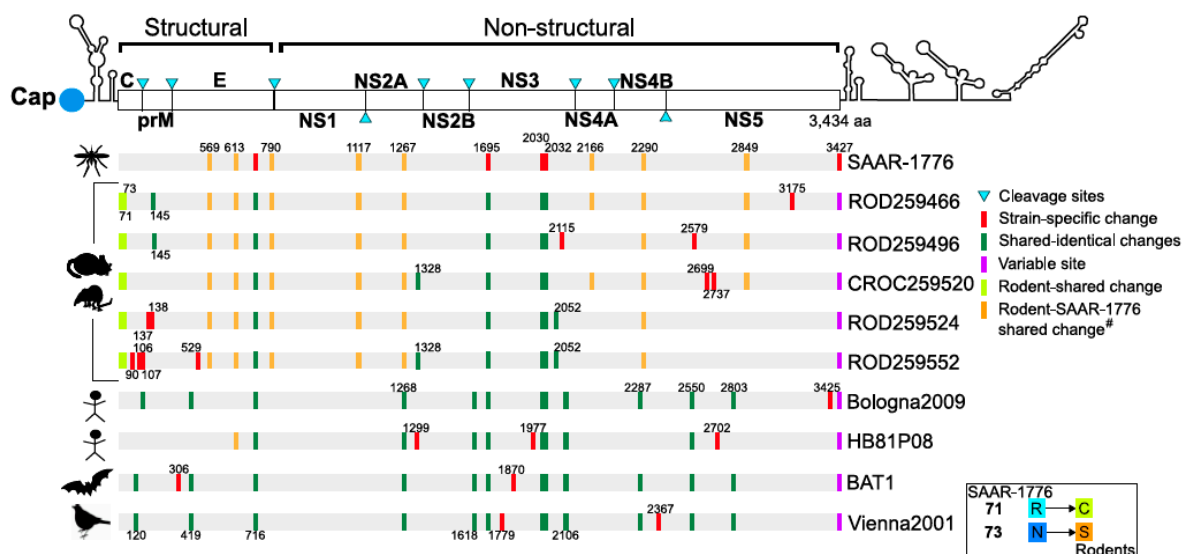 Structural Non-structural
C E NS2A NS3 NS4B
Cap
prM NS1 NS2B NS4A NS5 3,434 aa
569 613 790 1117 1267 1695 2030 2032 2166 2290 2849 3427
SAAR-1776
73 3175
ROD259466
71 145
2115 2579
ROD259496
145
1328 2699
CROC259520
2737
138 2052
ROD259524
137
106 529 1328 2052
ROD259552
90 107
1268 2287 2550 2803 3425
Bologna2009
1299 1977 2702
HB81P08
306 1870
BAT1
2367
Vienna2001
120 419 716 1618 1779 2106
Cleavage sites
Strain-specific change
Shared-identical changes
Variable site
Rodent-shared change
Rodent-SAAR-1776
shared change#
SAAR-1776
71 R C
73 N S
Rodents